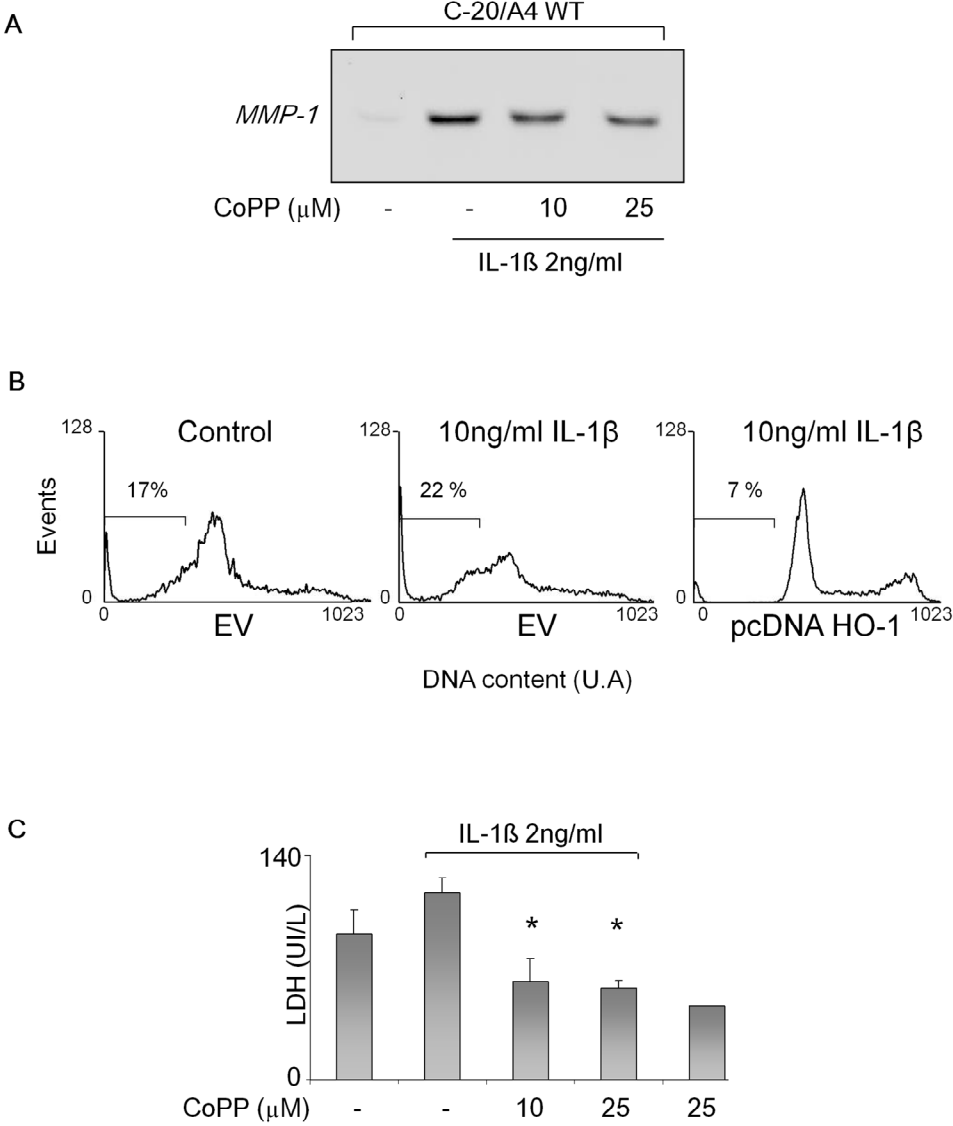 A
C-20/A4 WT
MMP-1
CoPP (µM) - - 10 25
IL-1ß 2ng/ml
B
128 Control 128 10ng/ml IL-1β 128 10ng/ml IL-1β
17% 22 % 7 %
Events
0 0 0
0 1023 0 1023 0 1023
EV EV pcDNA HO-1
DNA content (U.A)
C
IL-1ß 2ng/ml
140
* *
LDH (UI/L)
0
CoPP (µM) - - 10 25 25